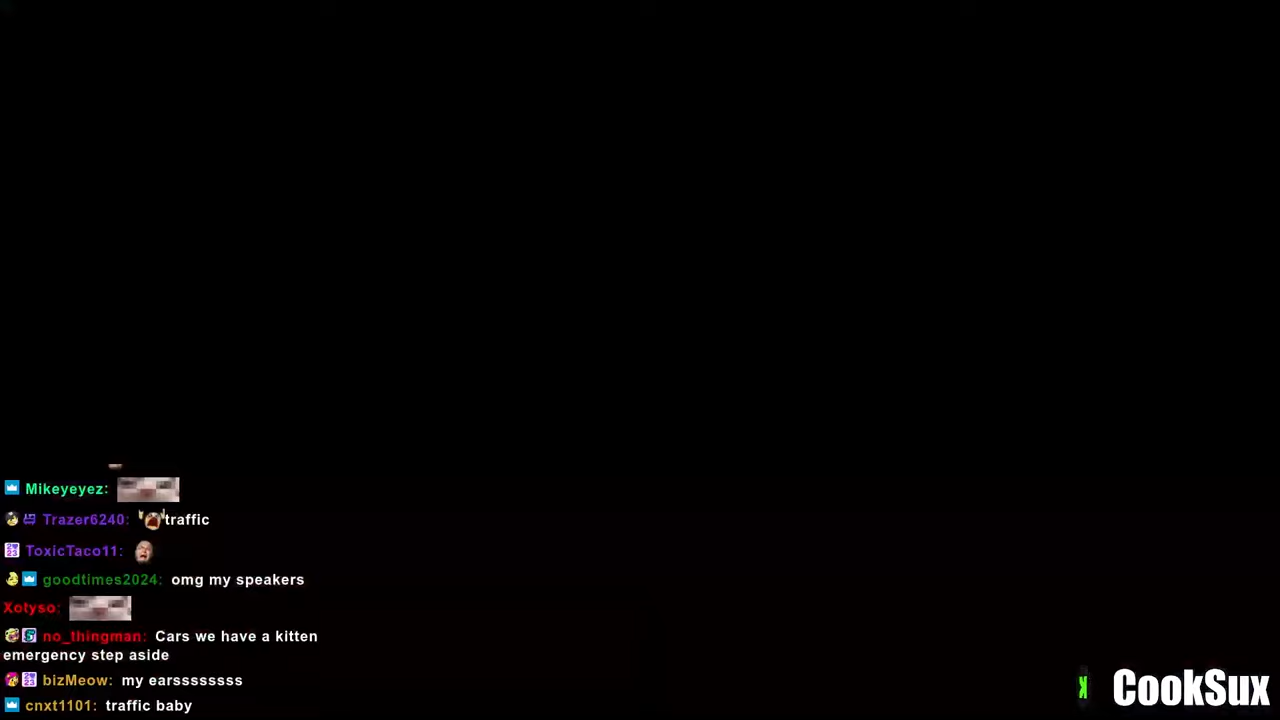 Mikeyeyez:
Trazer6240: traffic
ToxicTaco11:
goodtimes2024: omg my speakers
Xotyso:
no_thingman: Cars we have a kitten
emergency step aside
bizMeow: my earssssssss
cnxt1101: traffic baby
K CookSux